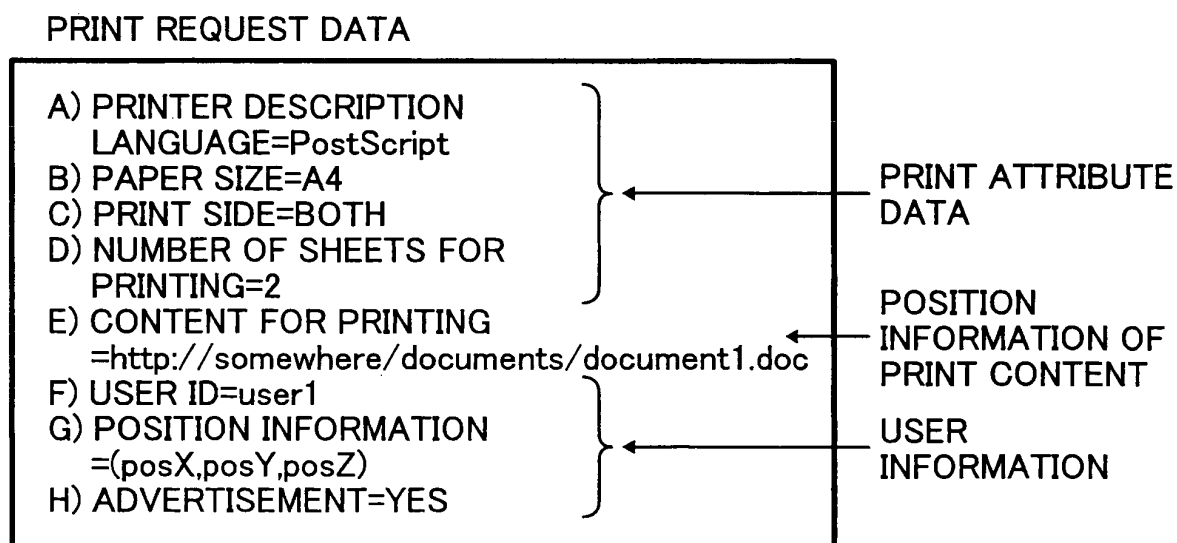 PRINT REQUEST DATA
A) PRINTER DESCRIPTION
LANGUAGE=PostScript
B) PAPER SIZE=A4
C) PRINT SIDE=BOTH
D) NUMBER OF SHEETS FOR
PRINTING=2
E) CONTENT FOR PRINTING
=http://somewhere/documents/document1.doc
F) USER ID=user1
G) POSITION INFORMATION
=(posX,posY,posZ)
H) ADVERTISEMENT=YES
PRINT ATTRIBUTE
DATA
POSITION
INFORMATION OF
PRINT CONTENT
USER
INFORMATION